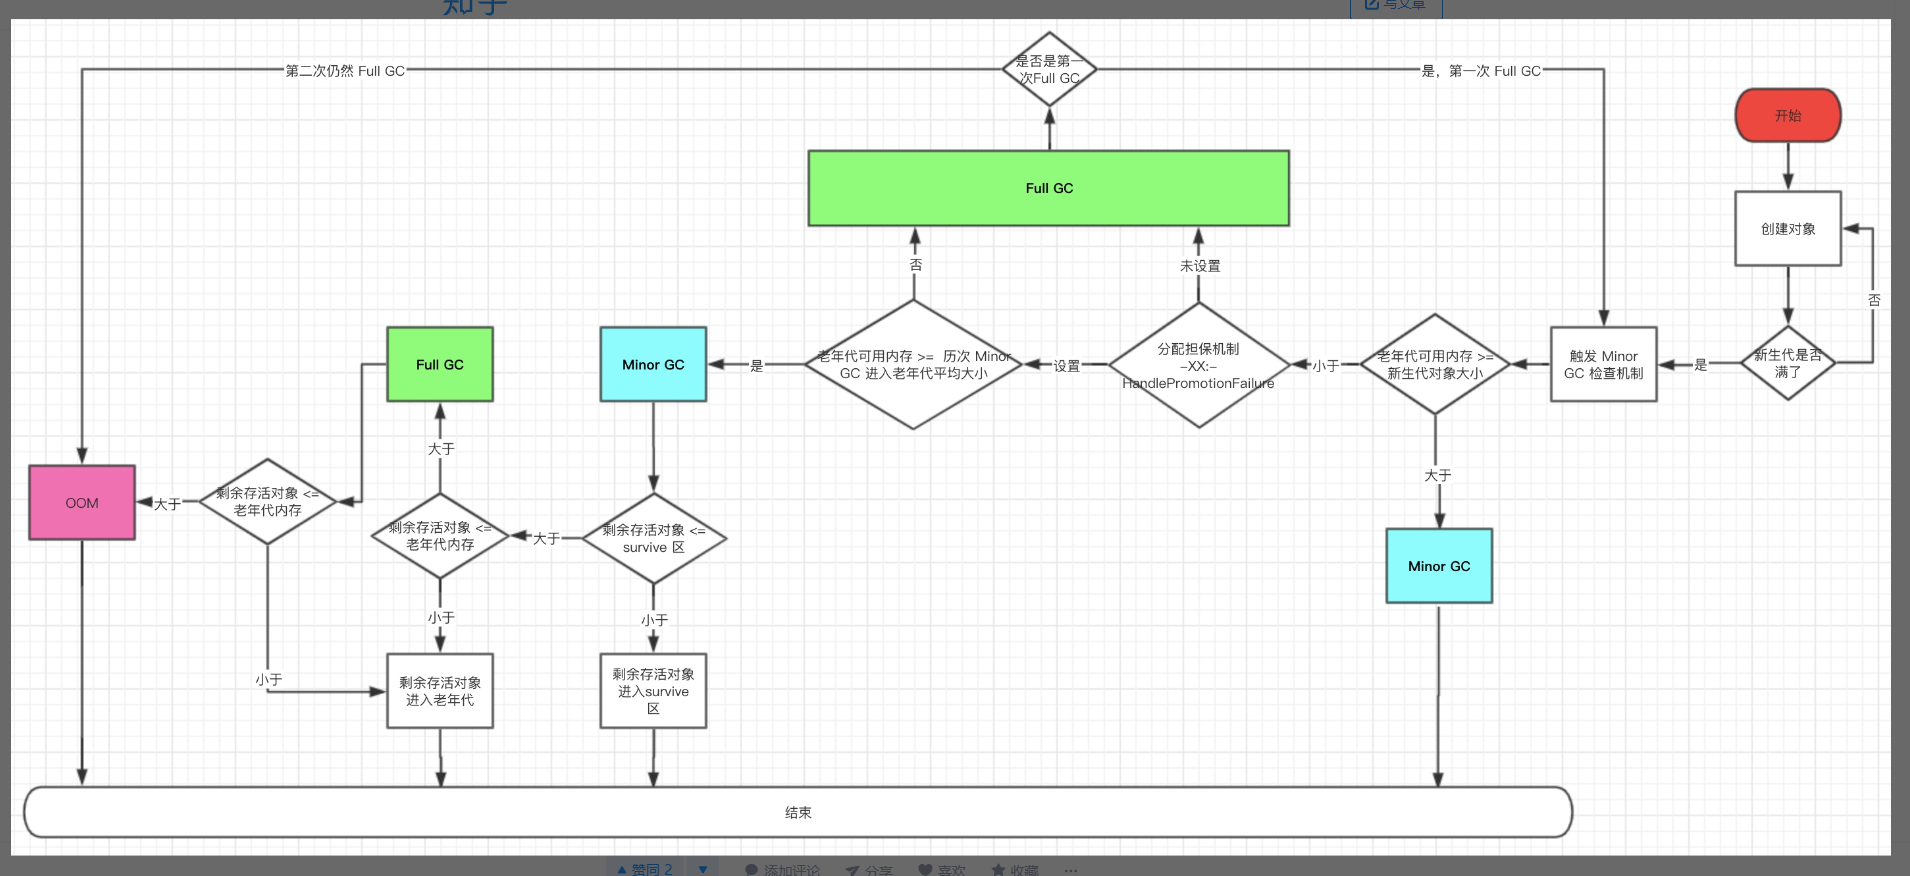 知乎
写文章
是否是第一
次Full GC
第二次仍然 Full GC
是，第一次 Full GC
开始
Full GC
创建对象
否
未设置
否
Full GC
Minor GC
是
老年代可用内存 >= 历次 Minor
GC 进入老年代平均大小
设置
分配担保机制
-XX:-
HandlePromotionFailure
小于
老年代可用内存 >=
新生代对象大小
触发 Minor
GC 检查机制
是
新生代是否
满了
大于
大于
OOM
大于
剩余存活对象 <=
老年代内存
剩余存活对象 <=
老年代内存
大于
剩余存活对象 <=
survive 区
Minor GC
小于
小于
小于
剩余存活对象
进入老年代
剩余存活对象
进入survive
区
结束
赞同 2
添加评论
分享
喜欢
收藏